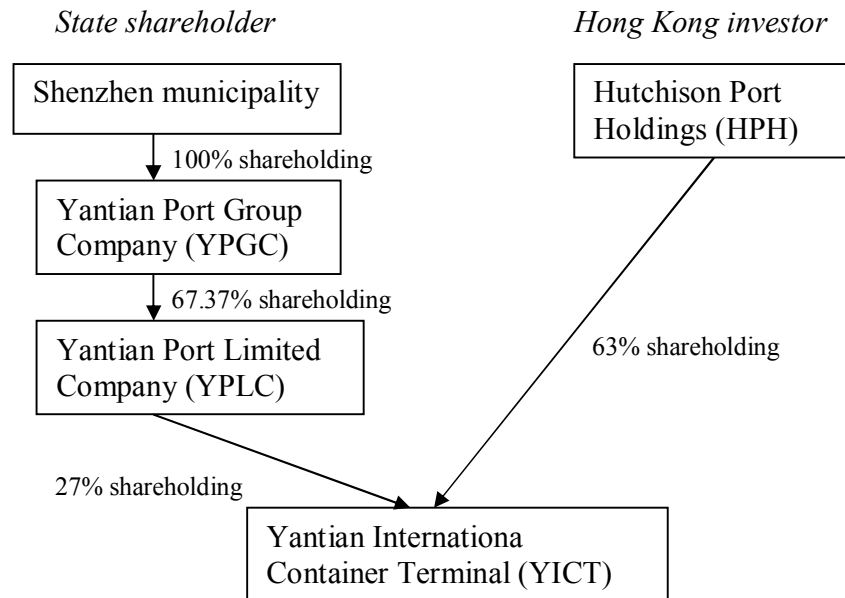 State shareholder
Hong Kong investor
Shenzhen municipality
Hutchison Port
Holdings (HPH)
100% shareholding
Yantian Port Group
Company (YPGC)
67.37% shareholding
Yantian Port Limited
Company (YPLC)
63% shareholding
27% shareholding
Yantian Internationa
Container Terminal (YICT)